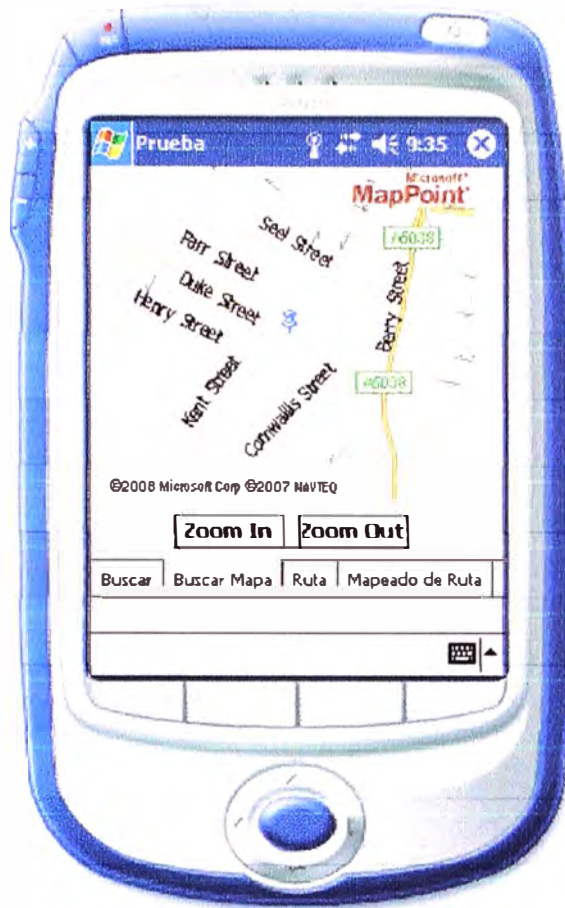 Prueba 9:35
Microsoft
MapPoint
Seel Street
A5038
Parr Street
Duke Street
Berry Street
Henry Street
Kent Street
Cornwallis Street
A5038
©2008 Microsoft Corp ©2007 NAVTEQ
Zoom In Zoom Out
Buscar Buscar Mapa Ruta Mapeado de Ruta